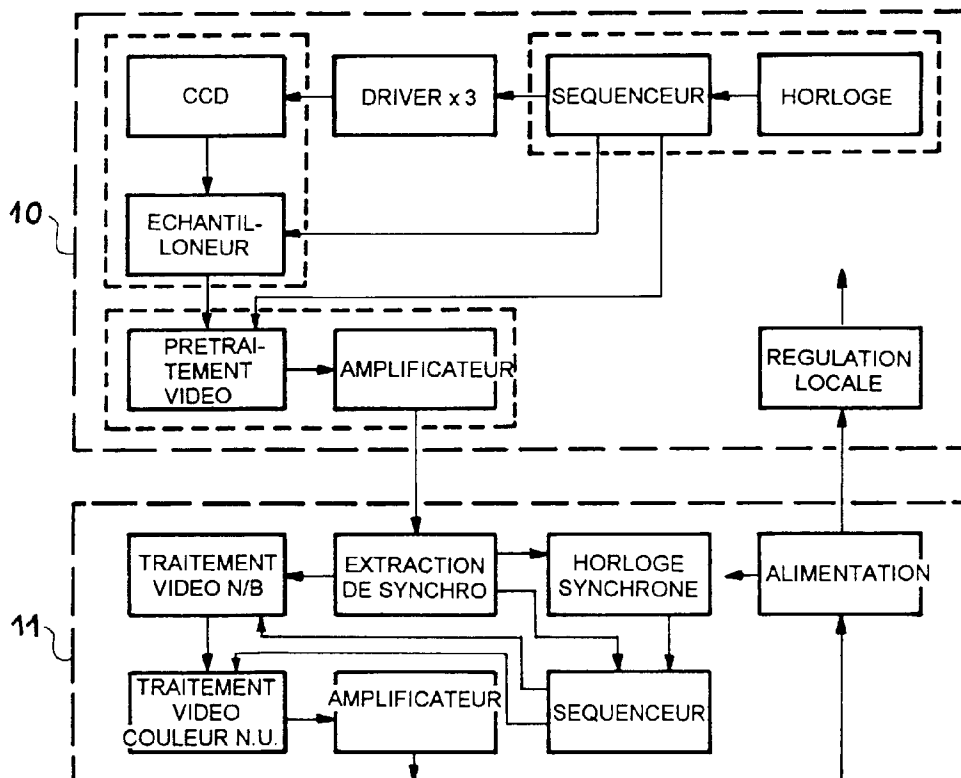 CCD
DRIVER x 3
SEQUENCEUR
HORLOGE
10
ECHANTIL-
LONEUR
PRETRAI-
TEMENT
VIDEO
AMPLIFICATEUR
REGULATION
LOCALE
11
TRAITEMENT
VIDEO N/B
EXTRACTION
DE SYNCHRO
HORLOGE
SYNCHRONE
ALIMENTATION
TRAITEMENT
VIDEO
COULEUR N.U.
AMPLIFICATEUR
SEQUENCEUR